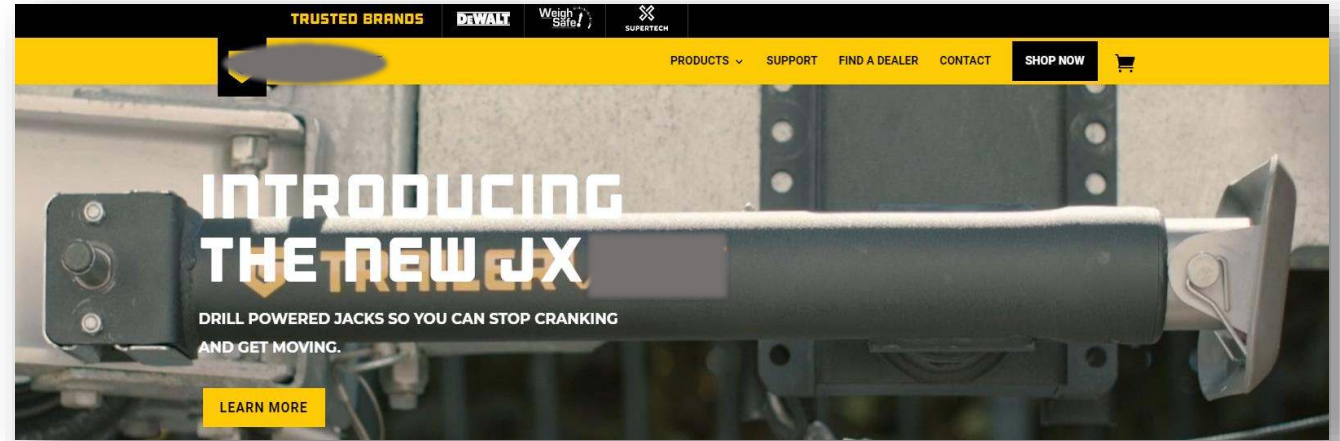 TRUSTED BRANDS DEWALT Weigh Safe! SUPERTECH
PRODUCTS SUPPORT FIND A DEALER CONTACT SHOP NOW
INTRODUCING
THE NEW JX
TRAILER
DRILL POWERED JACKS SO YOU CAN STOP CRANKING
AND GET MOVING.
LEARN MORE